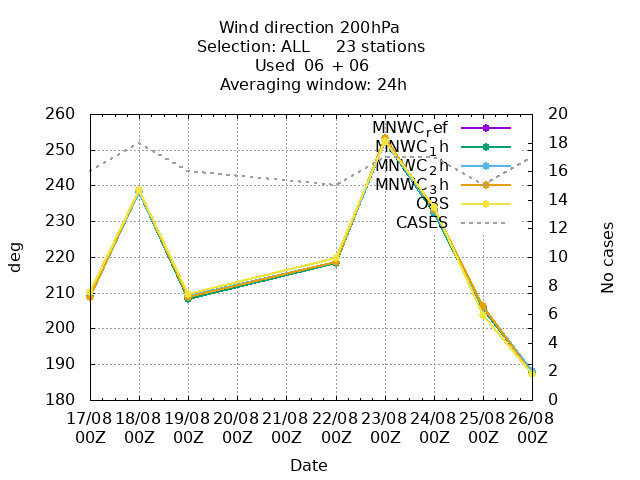 Wind direction 200hPa
Selection: ALL 23 stations
Used 06 + 06
Averaging window: 24h
260
250
240
230
220
210
200
190
180
20
18
16
14
12
10
8
6
4
2
0
MNWC_ref
MNWC_1h
MNWC_2h
MNWC_3h
OBS
CASES
deg
No cases
17/08 18/08 19/08 20/08 21/08 22/08 23/08 24/08 25/08 26/08
00Z 00Z 00Z 00Z 00Z 00Z 00Z 00Z 00Z 00Z
Date